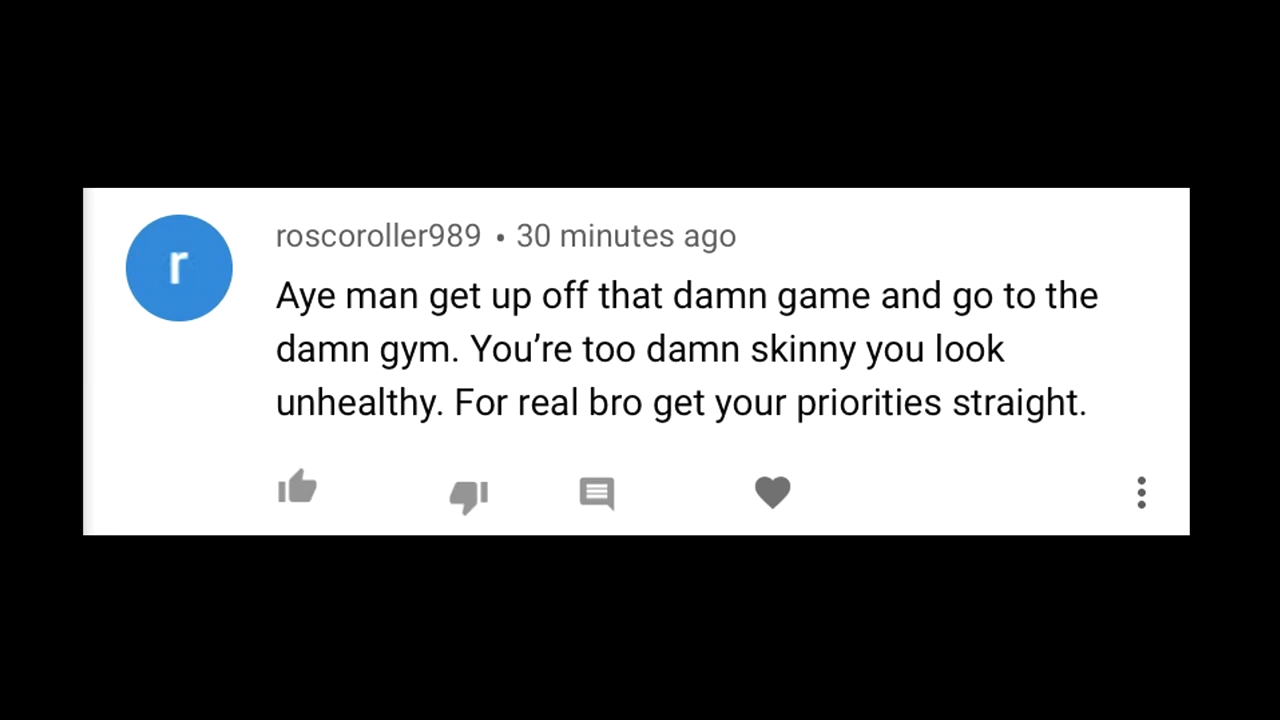 r
roscoroller989 • 30 minutes ago
Aye man get up off that damn game and go to the
damn gym. You’re too damn skinny you look
unhealthy. For real bro get your priorities straight.